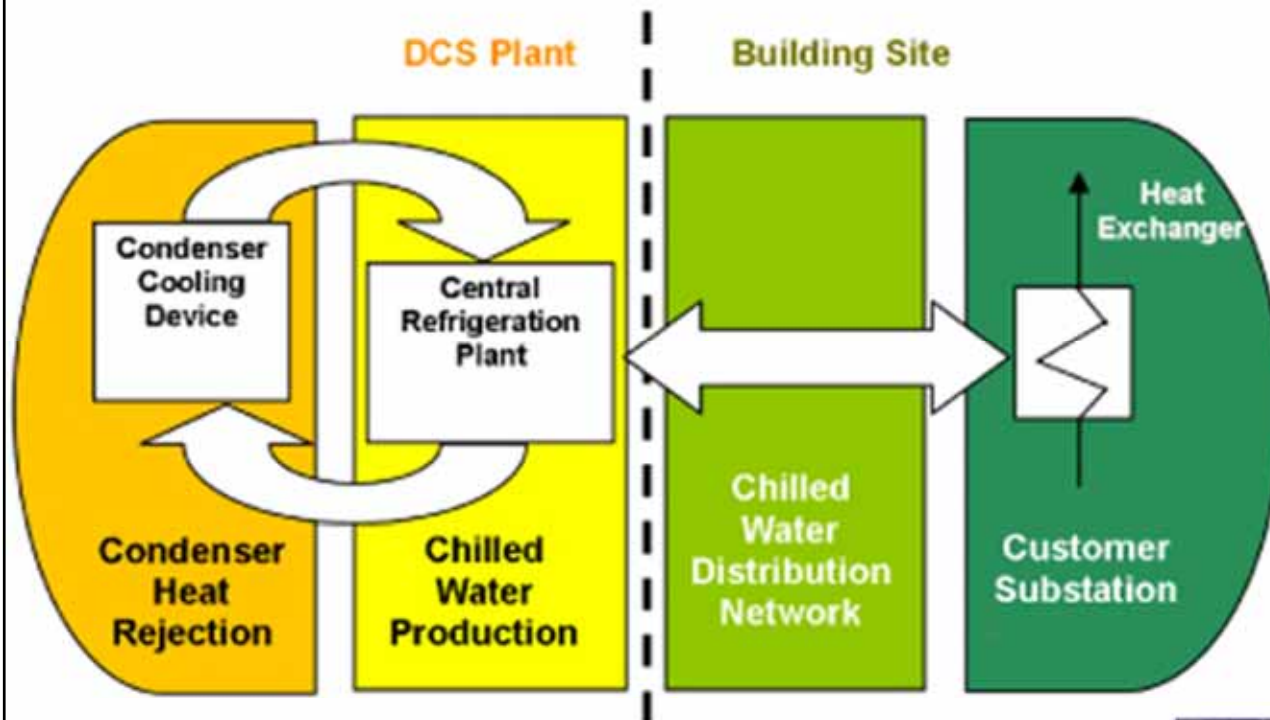 DCS Plant
Building Site
Condenser
Cooling
Device
Central
Refrigeration
Plant
Heat
Exchanger
Condenser
Heat
Rejection
Chilled
Water
Production
Chilled
Water
Distribution
Network
Customer
Substation